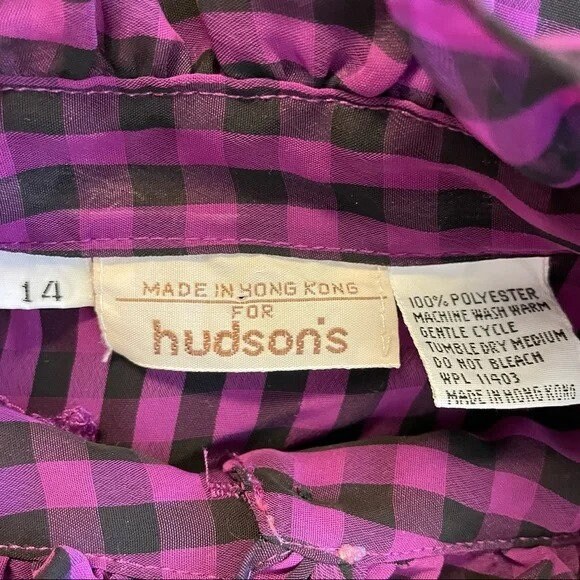 14
MADE IN HONG KONG
FOR
hudson's
100% POLYESTER
MACHINE WASH WARM
GENTLE CYCLE
TUMBLE DRY MEDIUM
DO NOT BLEACH
WPL 11403
MADE IN HONG KONG